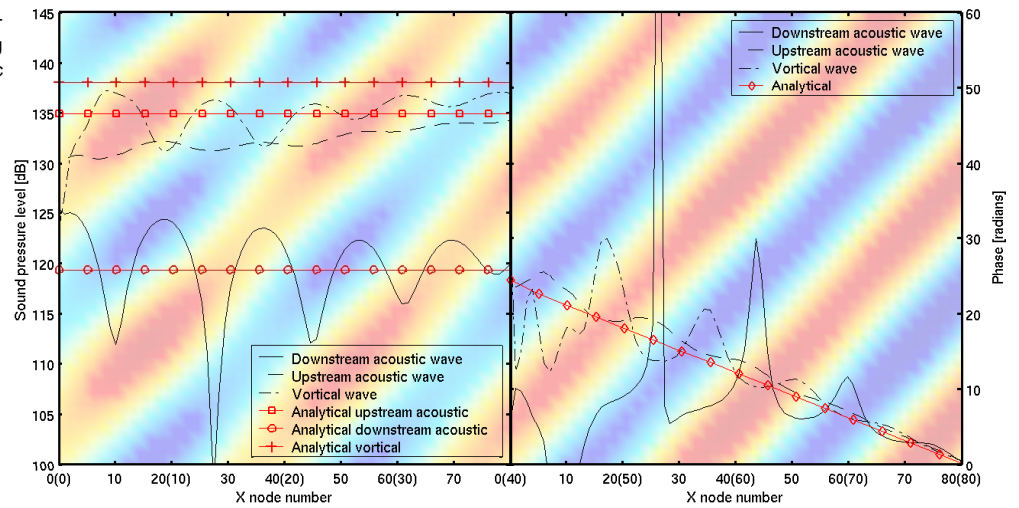 145
140
135
130
125
120
115
110
105
100
Sound pressure level [dB]
Downstream acoustic wave
Upstream acoustic wave
Vortical wave
Analytical upstream acoustic
Analytical downstream acoustic
Analytical vortical
0(0) 10 20(10) 30 40(20) 50 60(30) 70 0(40) 10 20(50) 30 40(60) 50 60(70) 70 80(80)
X node number
X node number
Downstream acoustic wave
Upstream acoustic wave
Vortical wave
Analytical
60
50
40
30
20
10
0
Phase [radians]